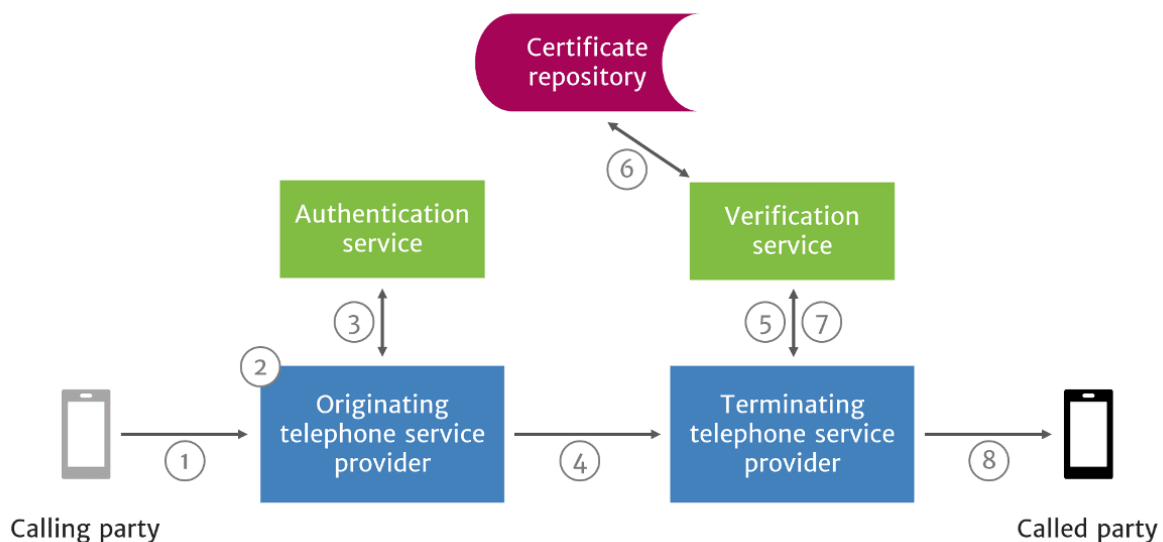 Certificate
repository
6
Authentication
service
Verification
service
3
5
7
2
Originating
telephone service
provider
Terminating
telephone service
provider
1
4
8
Calling party
Called party